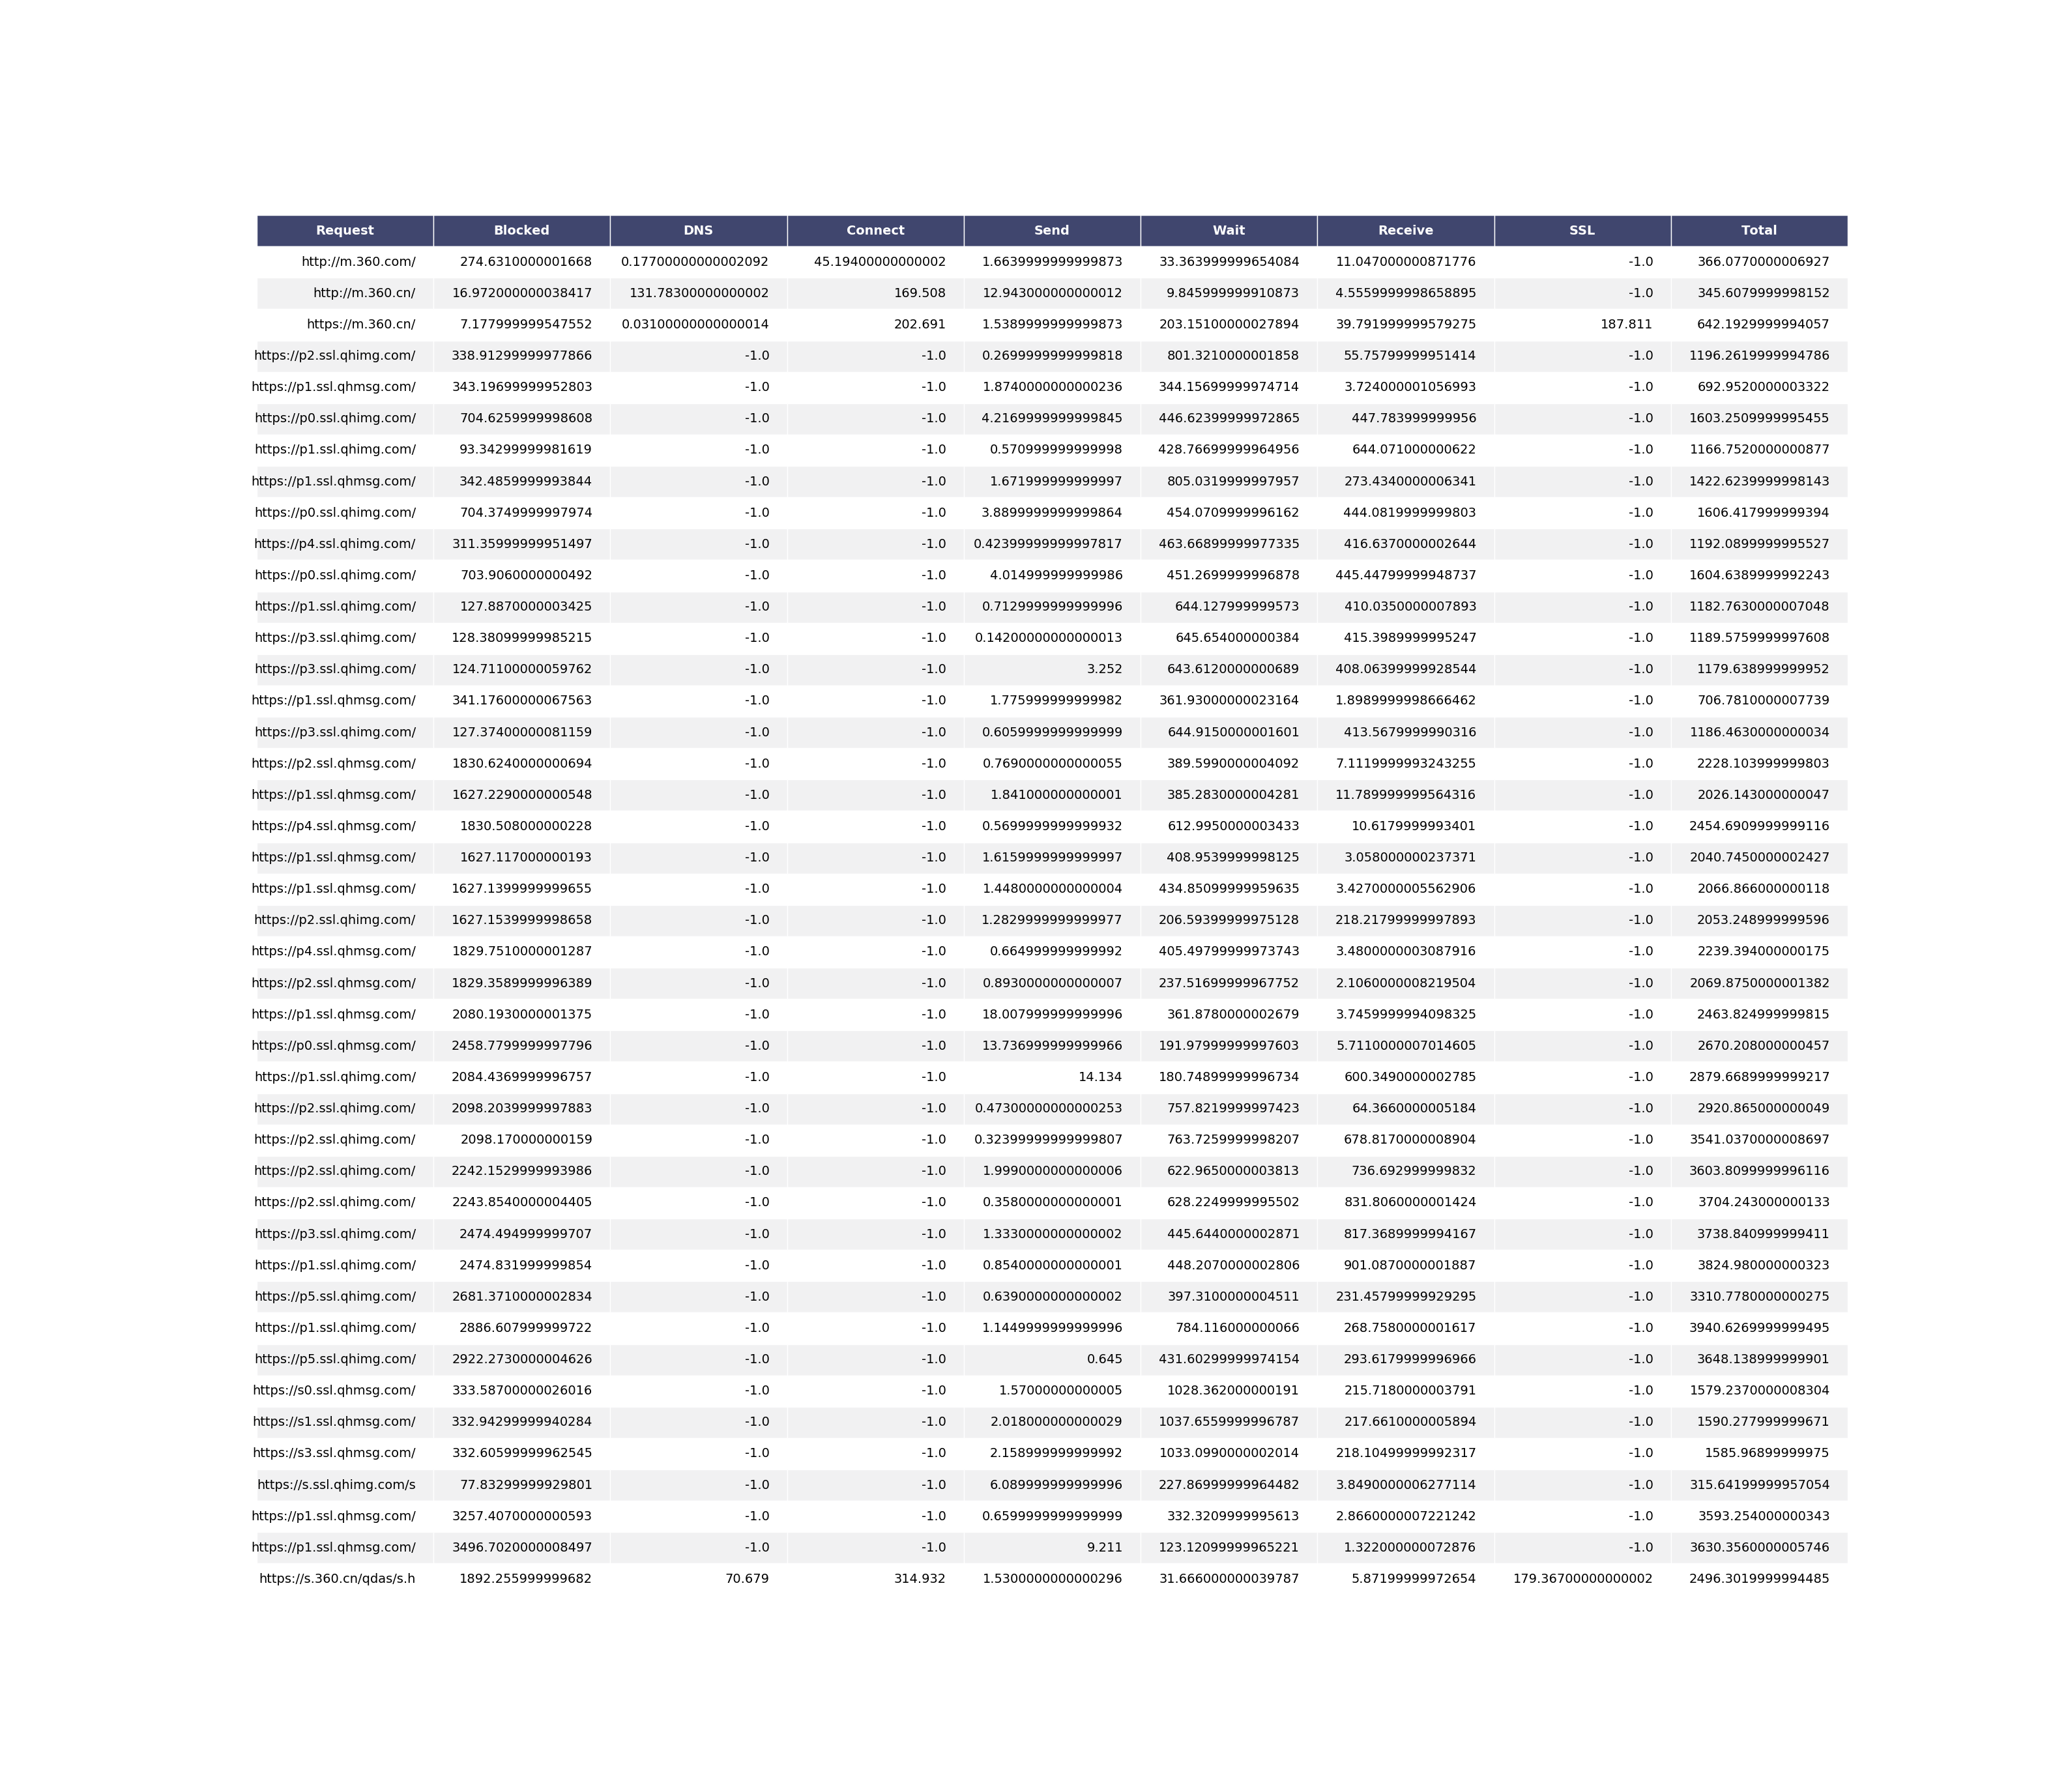 Request Blocked DNS Connect Send Wait Receive SSL Total
http://m.360.com/ 274.6310000001668 0.17700000000002092 45.19400000000002 1.6639999999999873 33.363999999654084 11.047000000871776 -1.0 366.0770000006927
http://m.360.cn/ 16.972000000038417 131.78300000000002 169.508 12.943000000000012 9.845999999910873 4.5559999998658895 -1.0 345.6079999998152
https://m.360.cn/ 7.177999999547552 0.03100000000000014 202.691 1.5389999999999873 203.15100000027894 39.791999999579275 187.811 642.1929999994057
https://p2.ssl.qhimg.com/ 338.91299999977866 -1.0 -1.0 0.2699999999999818 801.3210000001858 55.75799999951414 -1.0 1196.2619999994786
https://p1.ssl.qhmsg.com/ 343.19699999952803 -1.0 -1.0 1.8740000000000236 344.15699999974714 3.724000001056993 -1.0 692.9520000003322
https://p0.ssl.qhimg.com/ 704.6259999998608 -1.0 -1.0 4.2169999999999845 446.62399999972865 447.783999999956 -1.0 1603.2509999995455
https://p1.ssl.qhimg.com/ 93.34299999981619 -1.0 -1.0 0.570999999999998 428.76699999964956 644.071000000622 -1.0 1166.7520000000877
https://p1.ssl.qhmsg.com/ 342.4859999993844 -1.0 -1.0 1.671999999999997 805.0319999997957 273.4340000006341 -1.0 1422.6239999998143
https://p0.ssl.qhimg.com/ 704.3749999997974 -1.0 -1.0 3.8899999999999864 454.0709999996162 444.0819999999803 -1.0 1606.417999999394
https://p4.ssl.qhimg.com/ 311.35999999951497 -1.0 -1.0 0.42399999999997817 463.66899999977335 416.6370000002644 -1.0 1192.0899999995527
https://p0.ssl.qhimg.com/ 703.9060000000492 -1.0 -1.0 4.014999999999986 451.2699999996878 445.44799999948737 -1.0 1604.6389999992243
https://p1.ssl.qhimg.com/ 127.8870000003425 -1.0 -1.0 0.7129999999999996 644.127999999573 410.0350000007893 -1.0 1182.7630000007048
https://p3.ssl.qhimg.com/ 128.38099999985215 -1.0 -1.0 0.14200000000000013 645.654000000384 415.3989999995247 -1.0 1189.5759999997608
https://p3.ssl.qhimg.com/ 124.71100000059762 -1.0 -1.0 3.252 643.6120000000689 408.06399999928544 -1.0 1179.638999999952
https://p1.ssl.qhmsg.com/ 341.17600000067563 -1.0 -1.0 1.775999999999982 361.93000000023164 1.8989999998666462 -1.0 706.7810000007739
https://p3.ssl.qhimg.com/ 127.37400000081159 -1.0 -1.0 0.6059999999999999 644.9150000001601 413.5679999990316 -1.0 1186.4630000000034
https://p2.ssl.qhmsg.com/ 1830.6240000000694 -1.0 -1.0 0.7690000000000055 389.5990000004092 7.1119999993243255 -1.0 2228.103999999803
https://p1.ssl.qhmsg.com/ 1627.2290000000548 -1.0 -1.0 1.841000000000001 385.2830000004281 11.789999999564316 -1.0 2026.143000000047
https://p4.ssl.qhmsg.com/ 1830.508000000228 -1.0 -1.0 0.5699999999999932 612.9950000003433 10.6179999993401 -1.0 2454.6909999999116
https://p1.ssl.qhmsg.com/ 1627.117000000193 -1.0 -1.0 1.6159999999999997 408.9539999998125 3.058000000237371 -1.0 2040.7450000002427
https://p1.ssl.qhmsg.com/ 1627.1399999999655 -1.0 -1.0 1.4480000000000004 434.85099999959635 3.4270000005562906 -1.0 2066.866000000118
https://p2.ssl.qhimg.com/ 1627.1539999998658 -1.0 -1.0 1.2829999999999977 206.59399999975128 218.21799999997893 -1.0 2053.248999999596
https://p4.ssl.qhmsg.com/ 1829.7510000001287 -1.0 -1.0 0.664999999999992 405.49799999973743 3.4800000003087916 -1.0 2239.394000000175
https://p2.ssl.qhmsg.com/ 1829.3589999996389 -1.0 -1.0 0.8930000000000007 237.51699999967752 2.1060000008219504 -1.0 2069.8750000001382
https://p1.ssl.qhmsg.com/ 2080.1930000001375 -1.0 -1.0 18.007999999999996 361.8780000002679 3.7459999994098325 -1.0 2463.824999999815
https://p0.ssl.qhmsg.com/ 2458.7799999997796 -1.0 -1.0 13.736999999999966 191.97999999997603 5.7110000007014605 -1.0 2670.208000000457
https://p1.ssl.qhimg.com/ 2084.4369999996757 -1.0 -1.0 14.134 180.74899999996734 600.3490000002785 -1.0 2879.6689999999217
https://p2.ssl.qhimg.com/ 2098.2039999997883 -1.0 -1.0 0.47300000000000253 757.8219999997423 64.3660000005184 -1.0 2920.865000000049
https://p2.ssl.qhimg.com/ 2098.170000000159 -1.0 -1.0 0.32399999999999807 763.7259999998207 678.8170000008904 -1.0 3541.0370000008697
https://p2.ssl.qhimg.com/ 2242.1529999993986 -1.0 -1.0 1.9990000000000006 622.9650000003813 736.692999999832 -1.0 3603.8099999996116
https://p2.ssl.qhimg.com/ 2243.8540000004405 -1.0 -1.0 0.3580000000000001 628.2249999995502 831.8060000001424 -1.0 3704.243000000133
https://p3.ssl.qhimg.com/ 2474.494999999707 -1.0 -1.0 1.3330000000000002 445.6440000002871 817.3689999994167 -1.0 3738.840999999411
https://p1.ssl.qhimg.com/ 2474.831999999854 -1.0 -1.0 0.8540000000000001 448.2070000002806 901.0870000001887 -1.0 3824.980000000323
https://p5.ssl.qhimg.com/ 2681.3710000002834 -1.0 -1.0 0.6390000000000002 397.3100000004511 231.45799999929295 -1.0 3310.7780000000275
https://p1.ssl.qhimg.com/ 2886.607999999722 -1.0 -1.0 1.1449999999999996 784.116000000066 268.7580000001617 -1.0 3940.6269999999495
https://p5.ssl.qhimg.com/ 2922.2730000004626 -1.0 -1.0 0.645 431.60299999974154 293.6179999996966 -1.0 3648.138999999901
https://s0.ssl.qhmsg.com/ 333.58700000026016 -1.0 -1.0 1.57000000000005 1028.362000000191 215.7180000003791 -1.0 1579.2370000008304
https://s1.ssl.qhmsg.com/ 332.94299999940284 -1.0 -1.0 2.018000000000029 1037.6559999996787 217.6610000005894 -1.0 1590.277999999671
https://s3.ssl.qhmsg.com/ 332.60599999962545 -1.0 -1.0 2.158999999999992 1033.0990000002014 218.10499999992317 -1.0 1585.96899999975
https://s.ssl.qhimg.com/s 77.83299999929801 -1.0 -1.0 6.089999999999996 227.86999999964482 3.8490000006277114 -1.0 315.64199999957054
https://p1.ssl.qhmsg.com/ 3257.4070000000593 -1.0 -1.0 0.6599999999999999 332.3209999995613 2.8660000007221242 -1.0 3593.254000000343
https://p1.ssl.qhmsg.com/ 3496.7020000008497 -1.0 -1.0 9.211 123.12099999965221 1.322000000072876 -1.0 3630.3560000005746
https://s.360.cn/qdas/s.h 1892.255999999682 70.679 314.932 1.5300000000000296 31.666000000039787 5.87199999972654 179.36700000000002 2496.3019999994485